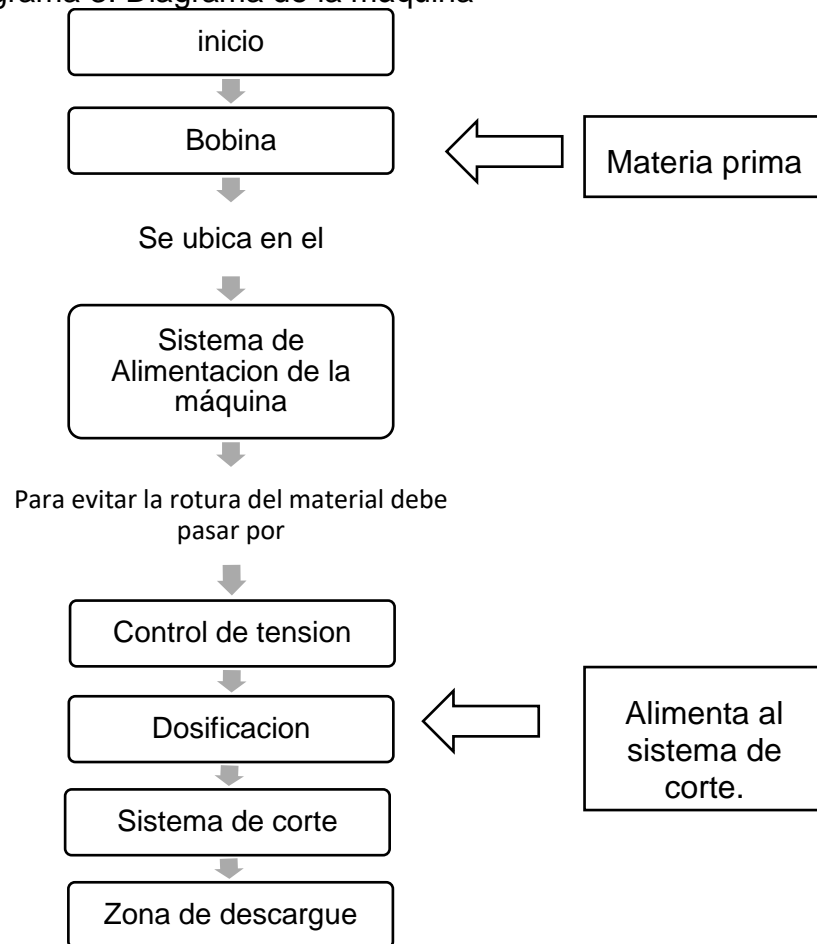 grama 3. Diagrama de la máquina
inicio
Bobina
Materia prima
Se ubica en el
Sistema de
Alimentacion de la
máquina
Para evitar la rotura del material debe
pasar por
Control de tension
Dosificacion
Alimenta al
sistema de
corte.
Sistema de corte
Zona de descargue